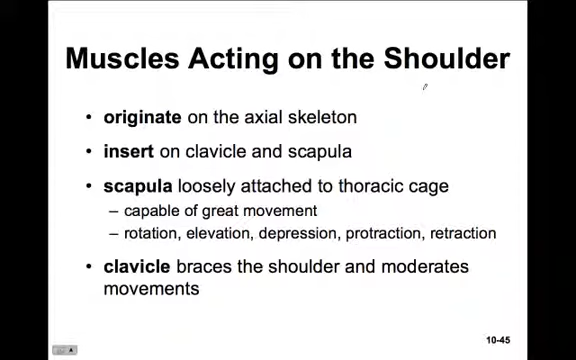 Muscles Acting on the Shoulder
• originate on the axial skeleton
• insert on clavicle and scapula
• scapula loosely attached to thoracic cage
– capable of great movement
– rotation, elevation, depression, protraction, retraction
• clavicle braces the shoulder and moderates
movements
10-45